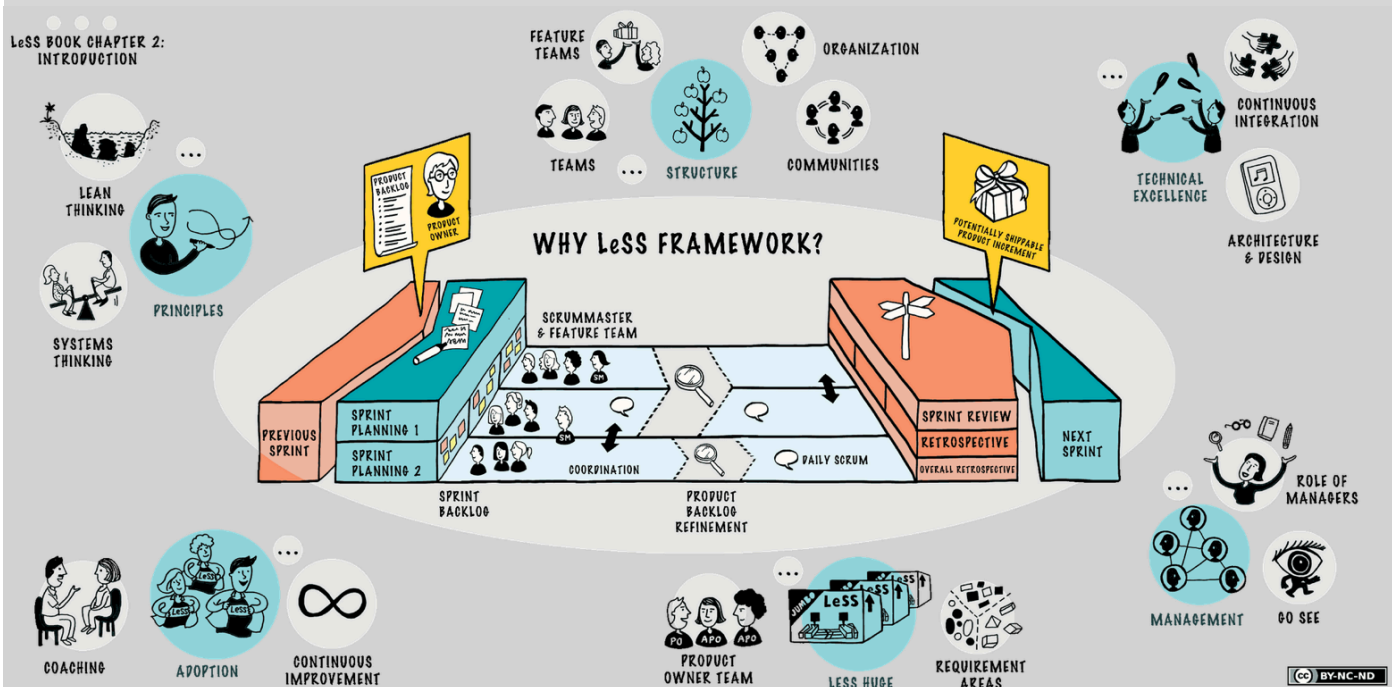 LeSS BOOK CHAPTER 2:
INTRODUCTION
FEATURE
TEAMS
ORGANIZATION
TEAMS
...
STRUCTURE
COMMUNITIES
...
CONTINUOUS
INTEGRATION
TECHNICAL
EXCELLENCE
ARCHITECTURE
& DESIGN
LEAN
THINKING
...
PRINCIPLES
SYSTEMS
THINKING
PRODUCT
BACKLOG
PRODUCT
OWNER
WHY LeSS FRAMEWORK?
POTENTIALLY SHIPPABLE
PRODUCT INCREMENT
SCRUMMASTER
& FEATURE TEAM
SM
SM
PREVIOUS
SPRINT
SPRINT
PLANNING 1
SPRINT
PLANNING 2
COORDINATION
DAILY SCRUM
SPRINT REVIEW
RETROSPECTIVE
OVERALL RETROSPECTIVE
NEXT
SPRINT
SPRINT
BACKLOG
PRODUCT
BACKLOG
REFINEMENT
COACHING
...
LeSS
LeSS
LeSS
ADOPTION
CONTINUOUS
IMPROVEMENT
PO
APO
APO
PRODUCT
OWNER TEAM
...
JUMBO
LeSS
LeSS
LeSS
LESS HUGE
REQUIREMENT
AREAS
...
ROLE OF
MANAGERS
MANAGEMENT
GO SEE
cc BY-NC-ND